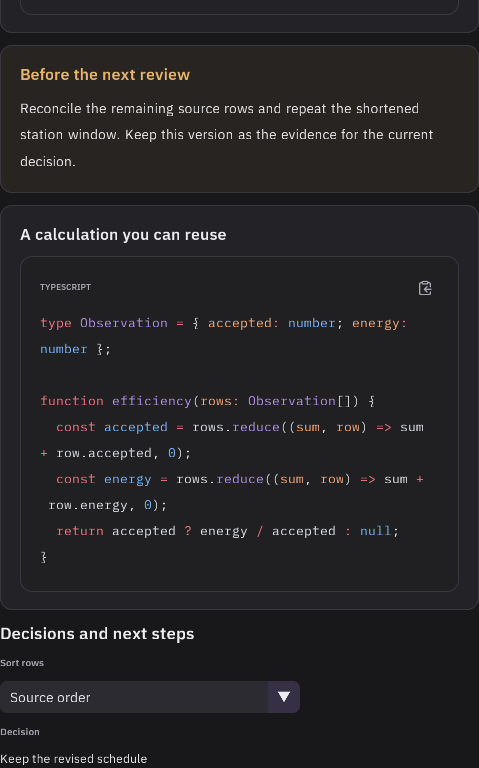 Before the next review
Reconcile the remaining source rows and repeat the shortened
station window. Keep this version as the evidence for the current
decision.
A calculation you can reuse
TYPESCRIPT
type Observation = { accepted: number; energy:
number };
function efficiency(rows: Observation[]) {
  const accepted = rows.reduce((sum, row) => sum
+ row.accepted, 0);
  const energy = rows.reduce((sum, row) => sum +
 row.energy, 0);
  return accepted ? energy / accepted : null;
}
Decisions and next steps
Sort rows
Source order
Decision
Keep the revised schedule